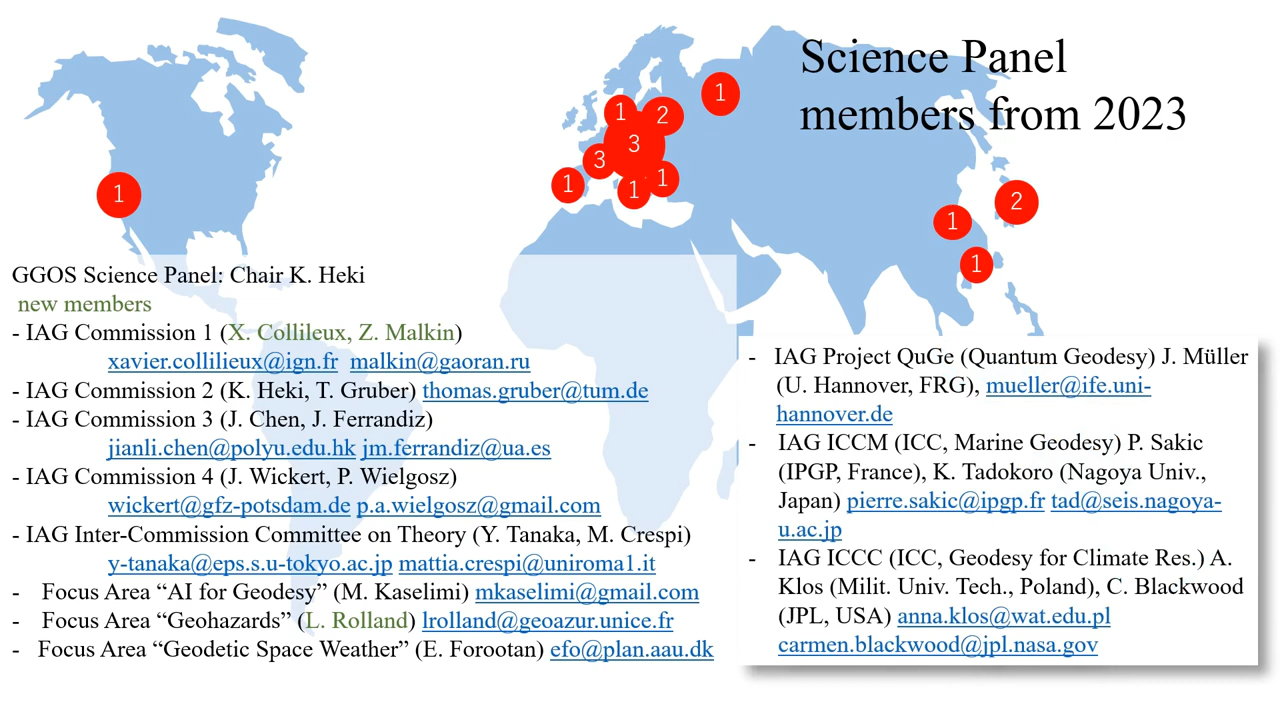 Science Panel
members from 2023
1
1
2
1
3
3
1
1
1
1
2
1
1
GGOS Science Panel: Chair K. Heki
new members
- IAG Commission 1 (X. Collileux, Z. Malkin)
xavier.collilieux@ign.fr malkin@gaoran.ru
- IAG Commission 2 (K. Heki, T. Gruber) thomas.gruber@tum.de
- IAG Commission 3 (J. Chen, J. Ferrandiz)
jianli.chen@polyu.edu.hk jm.ferrandiz@ua.es
- IAG Commission 4 (J. Wickert, P. Wielgosz)
wickert@gfz-potsdam.de p.a.wielgosz@gmail.com
- IAG Inter-Commission Committee on Theory (Y. Tanaka, M. Crespi)
y-tanaka@eps.s.u-tokyo.ac.jp mattia.crespi@uniroma1.it
- Focus Area “AI for Geodesy” (M. Kaselimi) mkaselimi@gmail.com
- Focus Area “Geohazards” (L. Rolland) lrolland@geoazur.unice.fr
- Focus Area “Geodetic Space Weather” (E. Forootan) efo@plan.aau.dk
- IAG Project QuGe (Quantum Geodesy) J. Müller
(U. Hannover, FRG), mueller@ife.uni-
hannover.de
- IAG ICCM (ICC, Marine Geodesy) P. Sakic
(IPGP, France), K. Tadokoro (Nagoya Univ.,
Japan) pierre.sakic@ipgp.fr tad@seis.nagoya-
u.ac.jp
- IAG ICCC (ICC, Geodesy for Climate Res.) A.
Klos (Milit. Univ. Tech., Poland), C. Blackwood
(JPL, USA) anna.klos@wat.edu.pl
carmen.blackwood@jpl.nasa.gov